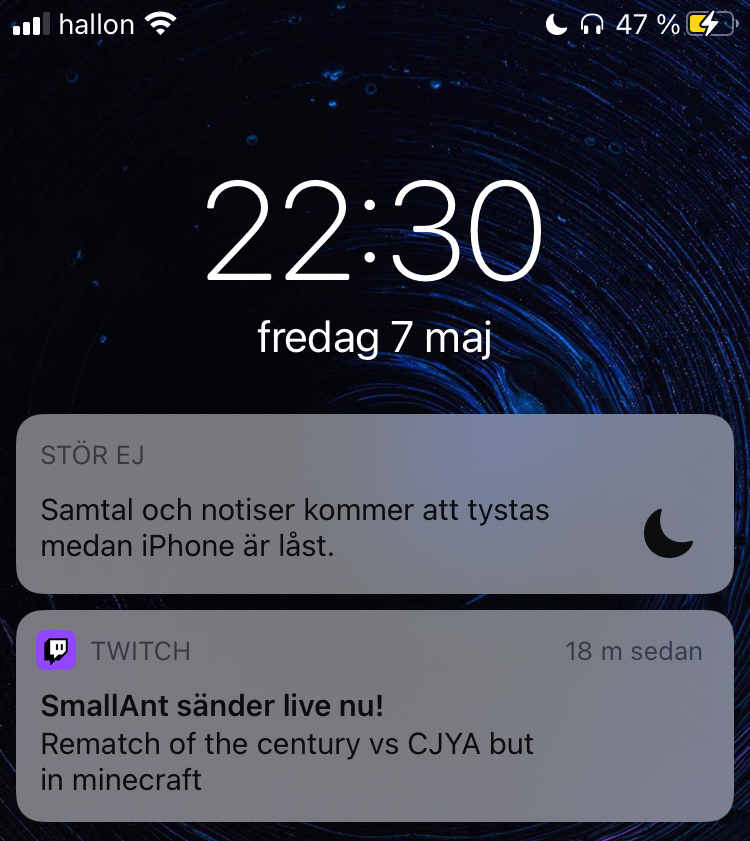 hallon 47 %
22:30
fredag 7 maj
STÖR EJ
Samtal och notiser kommer att tystas
medan iPhone är låst.
TWITCH 18 m sedan
SmallAnt sänder live nu!
Rematch of the century vs CJYA but
in minecraft